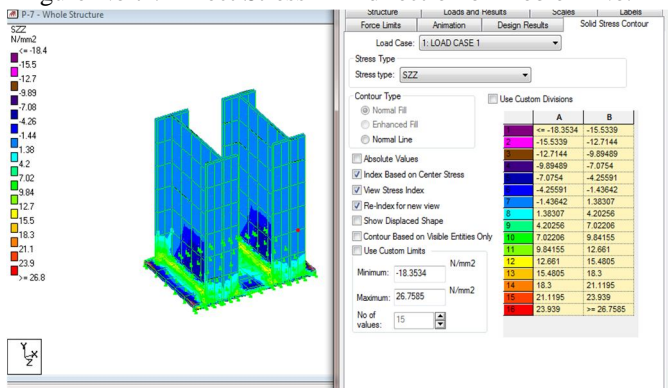 P-7 - Whole Structure
SZZ
N/mm2
<= -18.4
-15.5
-12.7
-9.89
-7.08
-4.26
-1.44
1.38
4.2
7.02
9.84
12.7
15.5
18.3
21.1
23.9
>= 26.8
Y
X
Z
Structure Loads and Results Scales Labels
Force Limits Animation Design Results Solid Stress Contour
Load Case: 1: LOAD CASE 1
Stress Type
Stress type: SZZ
Contour Type
Normal Fill
Enhanced Fill
Normal Line
Absolute Values
Index Based on Center Stress
View Stress Index
Re-Index for new view
Show Displaced Shape
Contour Based on Visible Entities Only
Use Custom Limits
Minimum: -18.3534 N/mm2
Maximum: 26.7585 N/mm2
No of values: 15
Use Custom Divisions
A B
1 <= -18.3534 -15.5339
2 -15.5339 -12.7144
3 -12.7144 -9.89489
4 -9.89489 -7.0754
-7.0754 -4.25591
-4.25591 -1.43642
7 -1.43642 1.38307
8 1.38307 4.20256
9 4.20256 7.02206
10 7.02206 9.84155
11 9.84155 12.661
12 12.661 15.4805
13 15.4805 18.3
14 18.3 21.1195
15 21.1195 23.939
16 23.939 >= 26.7585